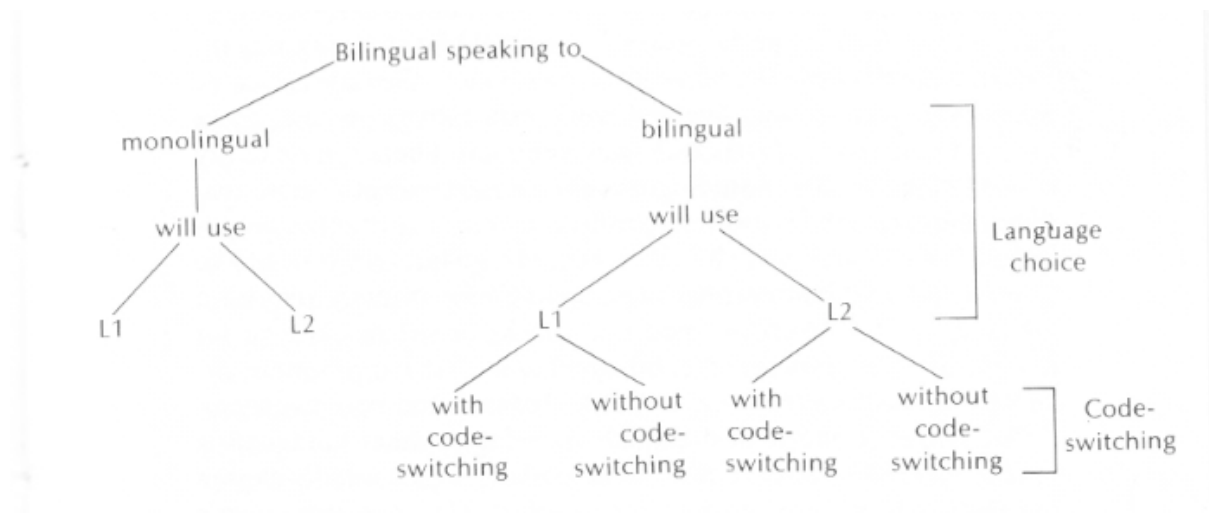 Bilingual speaking to
monolingual
bilingual
will use
will use
Language
choice
L1
L2
L1
L2
with
code-
switching
without
code-
switching
with
code-
switching
without
code-
switching
Code-
switching